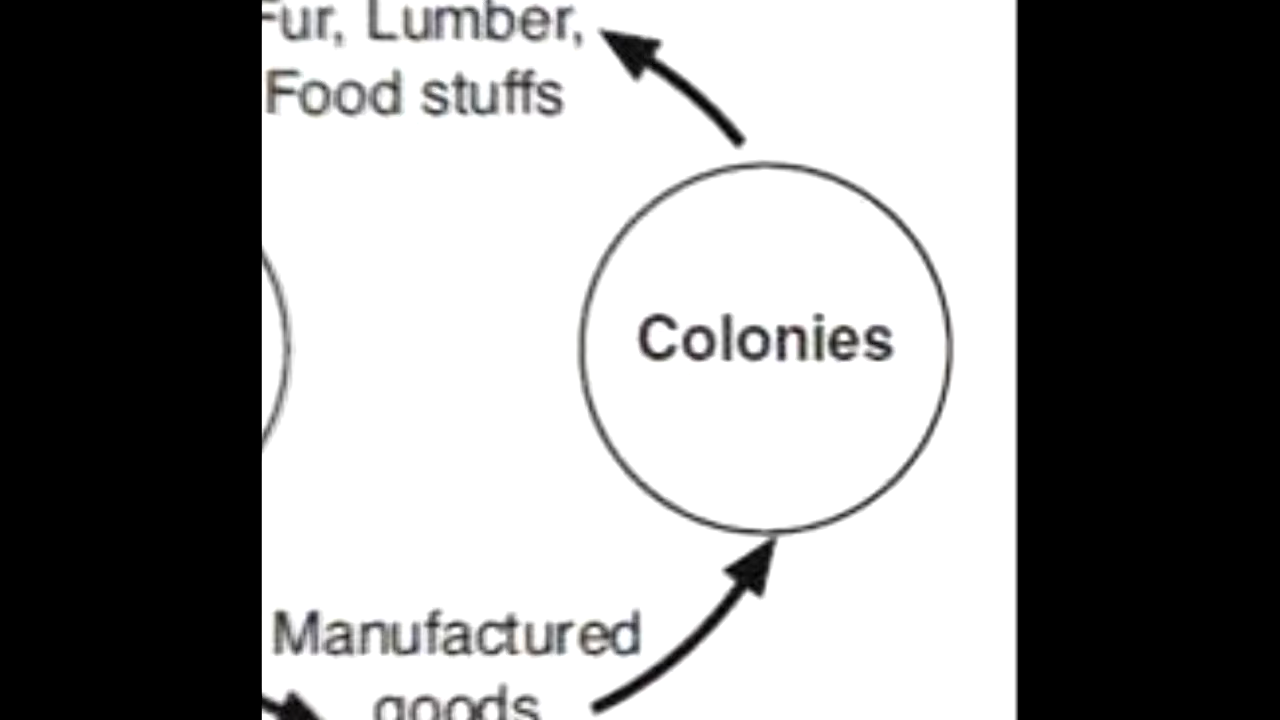 Fur, Lumber,
Food stuffs
Colonies
Manufactured
goods